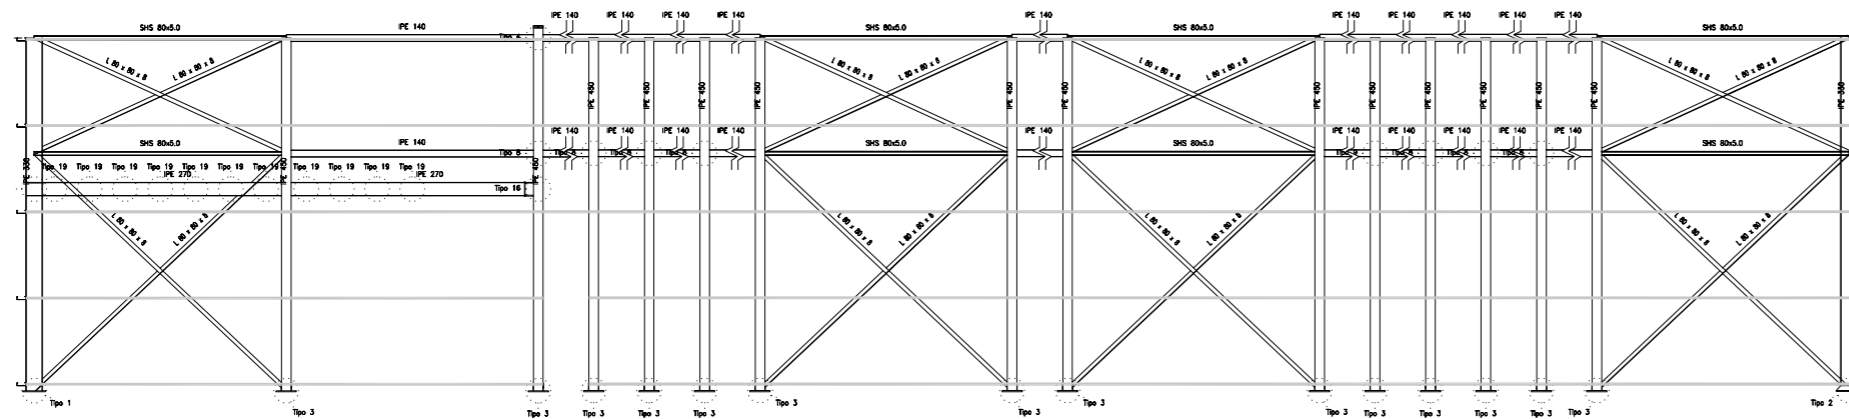 IPE 140 IPE 140 IPE 140 IPE 140 IPE 140 IPE 140 IPE 140 IPE 140 IPE 140 IPE 140
SHS 80x5.0 IPE 140 SHS 80x5.0 SHS 80x5.0 SHS 80x5.0
L 80 x 80 x 8 L 80 x 80 x 8 L 80 x 80 x 8 L 80 x 80 x 8 L 80 x 80 x 8 L 80 x 80 x 8 L 80 x 80 x 8 L 80 x 80 x 8
IPE 450 IPE 450 IPE 450 IPE 450 IPE 450 IPE 450 IPE 450 IPE 450 IPE 450 IPE 450 IPE 450 IPE 450 IPE 330
IPE 140 IPE 140 IPE 140 IPE 140 IPE 140 IPE 140 IPE 140 IPE 140 IPE 140 IPE 140
SHS 80x5.0 IPE 140 SHS 80x5.0 SHS 80x5.0 SHS 80x5.0
IPE 330 Tipo 19 Tipo 19 Tipo 19 Tipo 19 Tipo 19 Tipo 19 Tipo 19 IPE 450 Tipo 19 Tipo 19 Tipo 19 Tipo 19 IPE 450
IPE 270 IPE 270
Tipo 16
L 80 x 80 x 8 L 80 x 80 x 8 L 80 x 80 x 8 L 80 x 80 x 8 L 80 x 80 x 8 L 80 x 80 x 8 L 80 x 80 x 8 L 80 x 80 x 8
Tipo 1 Tipo 3 Tipo 3 Tipo 3 Tipo 3 Tipo 3 Tipo 3 Tipo 3 Tipo 3 Tipo 3 Tipo 3 Tipo 3 Tipo 3 Tipo 3 Tipo 2